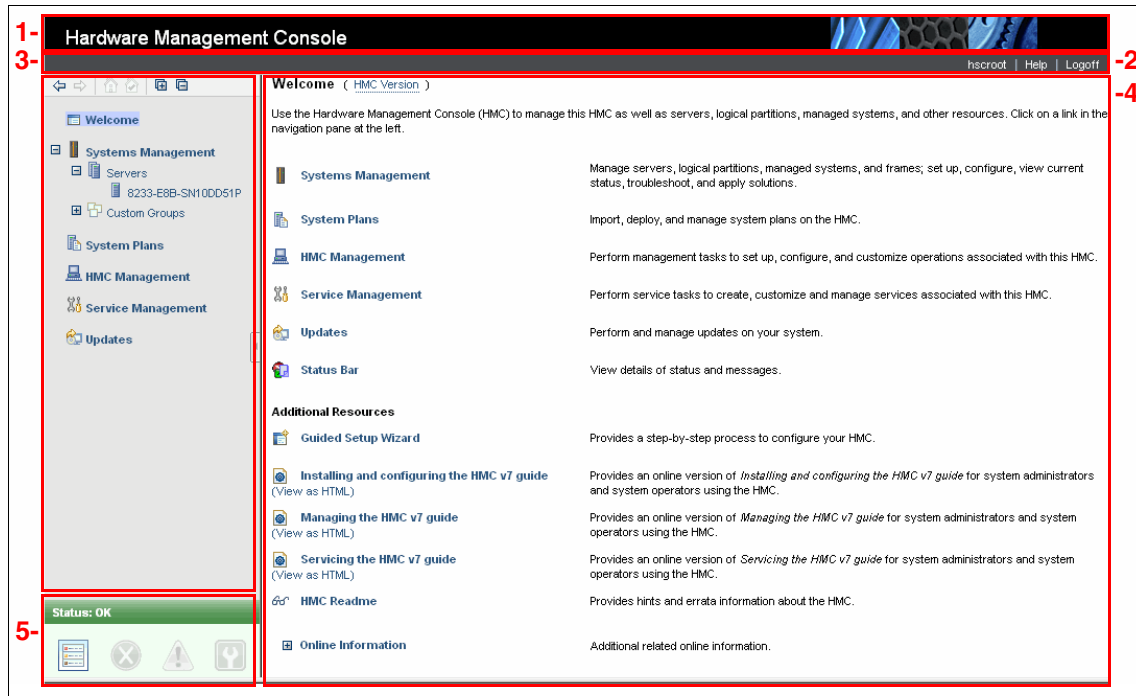 1-
Hardware Management Console
3-
hscroot | Help | Logoff
-2
-4
Welcome
Systems Management
Servers
8233-E8B-SN10DD51P
Custom Groups
System Plans
HMC Management
Service Management
Updates
Welcome ( HMC Version )
Use the Hardware Management Console (HMC) to manage this HMC as well as servers, logical partitions, managed systems, and other resources. Click on a link in the
navigation pane at the left.
Systems Management
Manage servers, logical partitions, managed systems, and frames; set up, configure, view current
status, troubleshoot, and apply solutions.
System Plans
Import, deploy, and manage system plans on the HMC.
HMC Management
Perform management tasks to set up, configure, and customize operations associated with this HMC.
Service Management
Perform service tasks to create, customize and manage services associated with this HMC.
Updates
Perform and manage updates on your system.
Status Bar
View details of status and messages.
Additional Resources
Guided Setup Wizard
Provides a step-by-step process to configure your HMC.
Installing and configuring the HMC v7 guide
(View as HTML)
Provides an online version of Installing and configuring the HMC v7 guide for system administrators
and system operators using the HMC.
Managing the HMC v7 guide
(View as HTML)
Provides an online version of Managing the HMC v7 guide for system administrators and system
operators using the HMC.
Servicing the HMC v7 guide
(View as HTML)
Provides an online version of Servicing the HMC v7 guide for system administrators and system
operators using the HMC.
HMC Readme
Provides hints and errata information about the HMC.
Online Information
Additional related online information.
5-
Status: OK